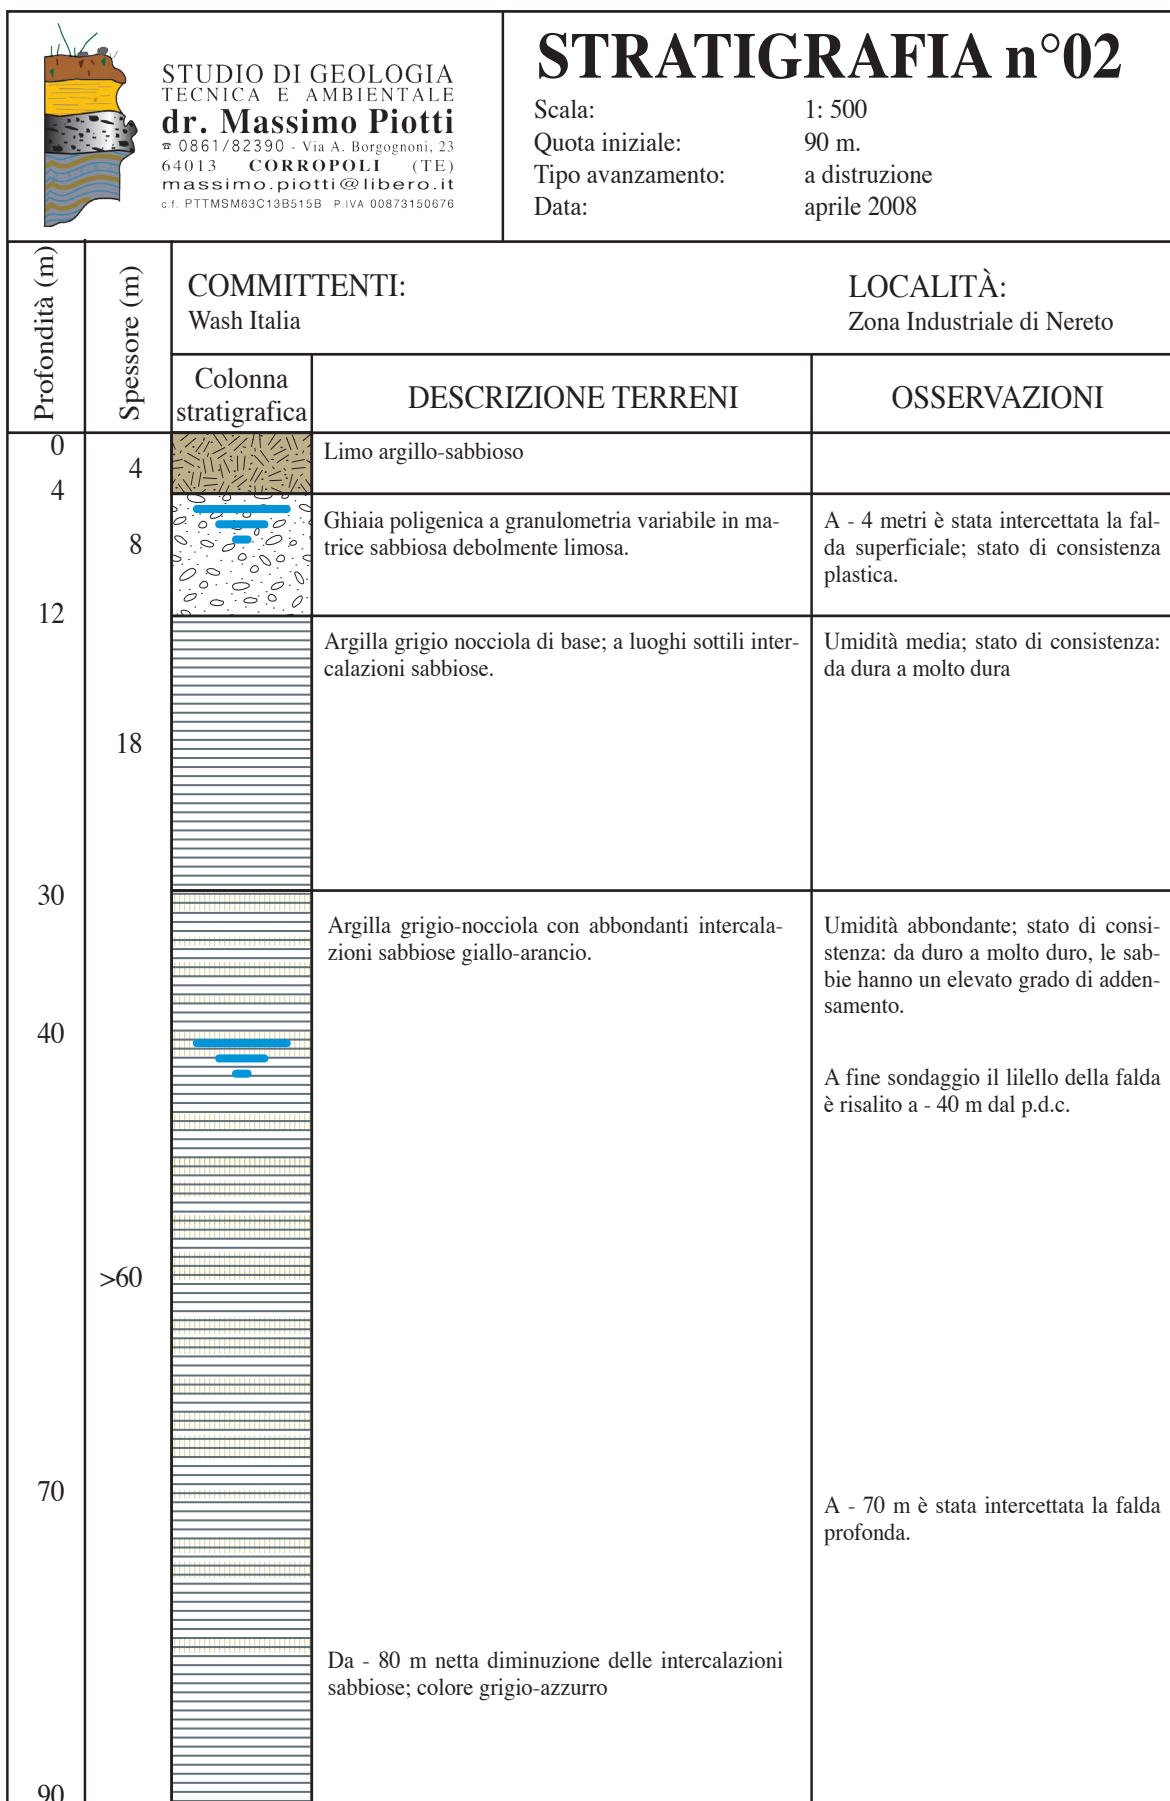 STUDIO DI GEOLOGIA
TECNICA E AMBIENTALE
dr. Massimo Piotti
☎ 0861/82390 - Via A. Borgognoni, 23
64013 CORROPOLI (TE)
massimo.piotti@libero.it
c.f. PTTMSM63C13B515B P.IVA 00873150676
STRATIGRAFIA n°02
Scala: 1: 500
Quota iniziale: 90 m.
Tipo avanzamento: a distruzione
Data: aprile 2008
Profondità (m)
Spessore (m)
COMMITTENTI:
Wash Italia
LOCALITÀ:
Zona Industriale di Nereto
Colonna
stratigrafica
DESCRIZIONE TERRENI
OSSERVAZIONI
0
4
Limo argillo-sabbioso
4
8
Ghiaia poligenica a granulometria variabile in ma-
trice sabbiosa debolmente limosa.
A - 4 metri è stata intercettata la fal-
da superficiale; stato di consistenza
plastica.
12
18
Argilla grigio nocciola di base; a luoghi sottili inter-
calazioni sabbiose.
Umidità media; stato di consistenza:
da dura a molto dura
30
Argilla grigio-nocciola con abbondanti intercala-
zioni sabbiose giallo-arancio.
Umidità abbondante; stato di consi-
stenza: da duro a molto duro, le sab-
bie hanno un elevato grado di adden-
samento.
40
A fine sondaggio il lilello della falda
è risalito a - 40 m dal p.d.c.
>60
70
A - 70 m è stata intercettata la falda
profonda.
Da - 80 m netta diminuzione delle intercalazioni
sabbiose; colore grigio-azzurro
90